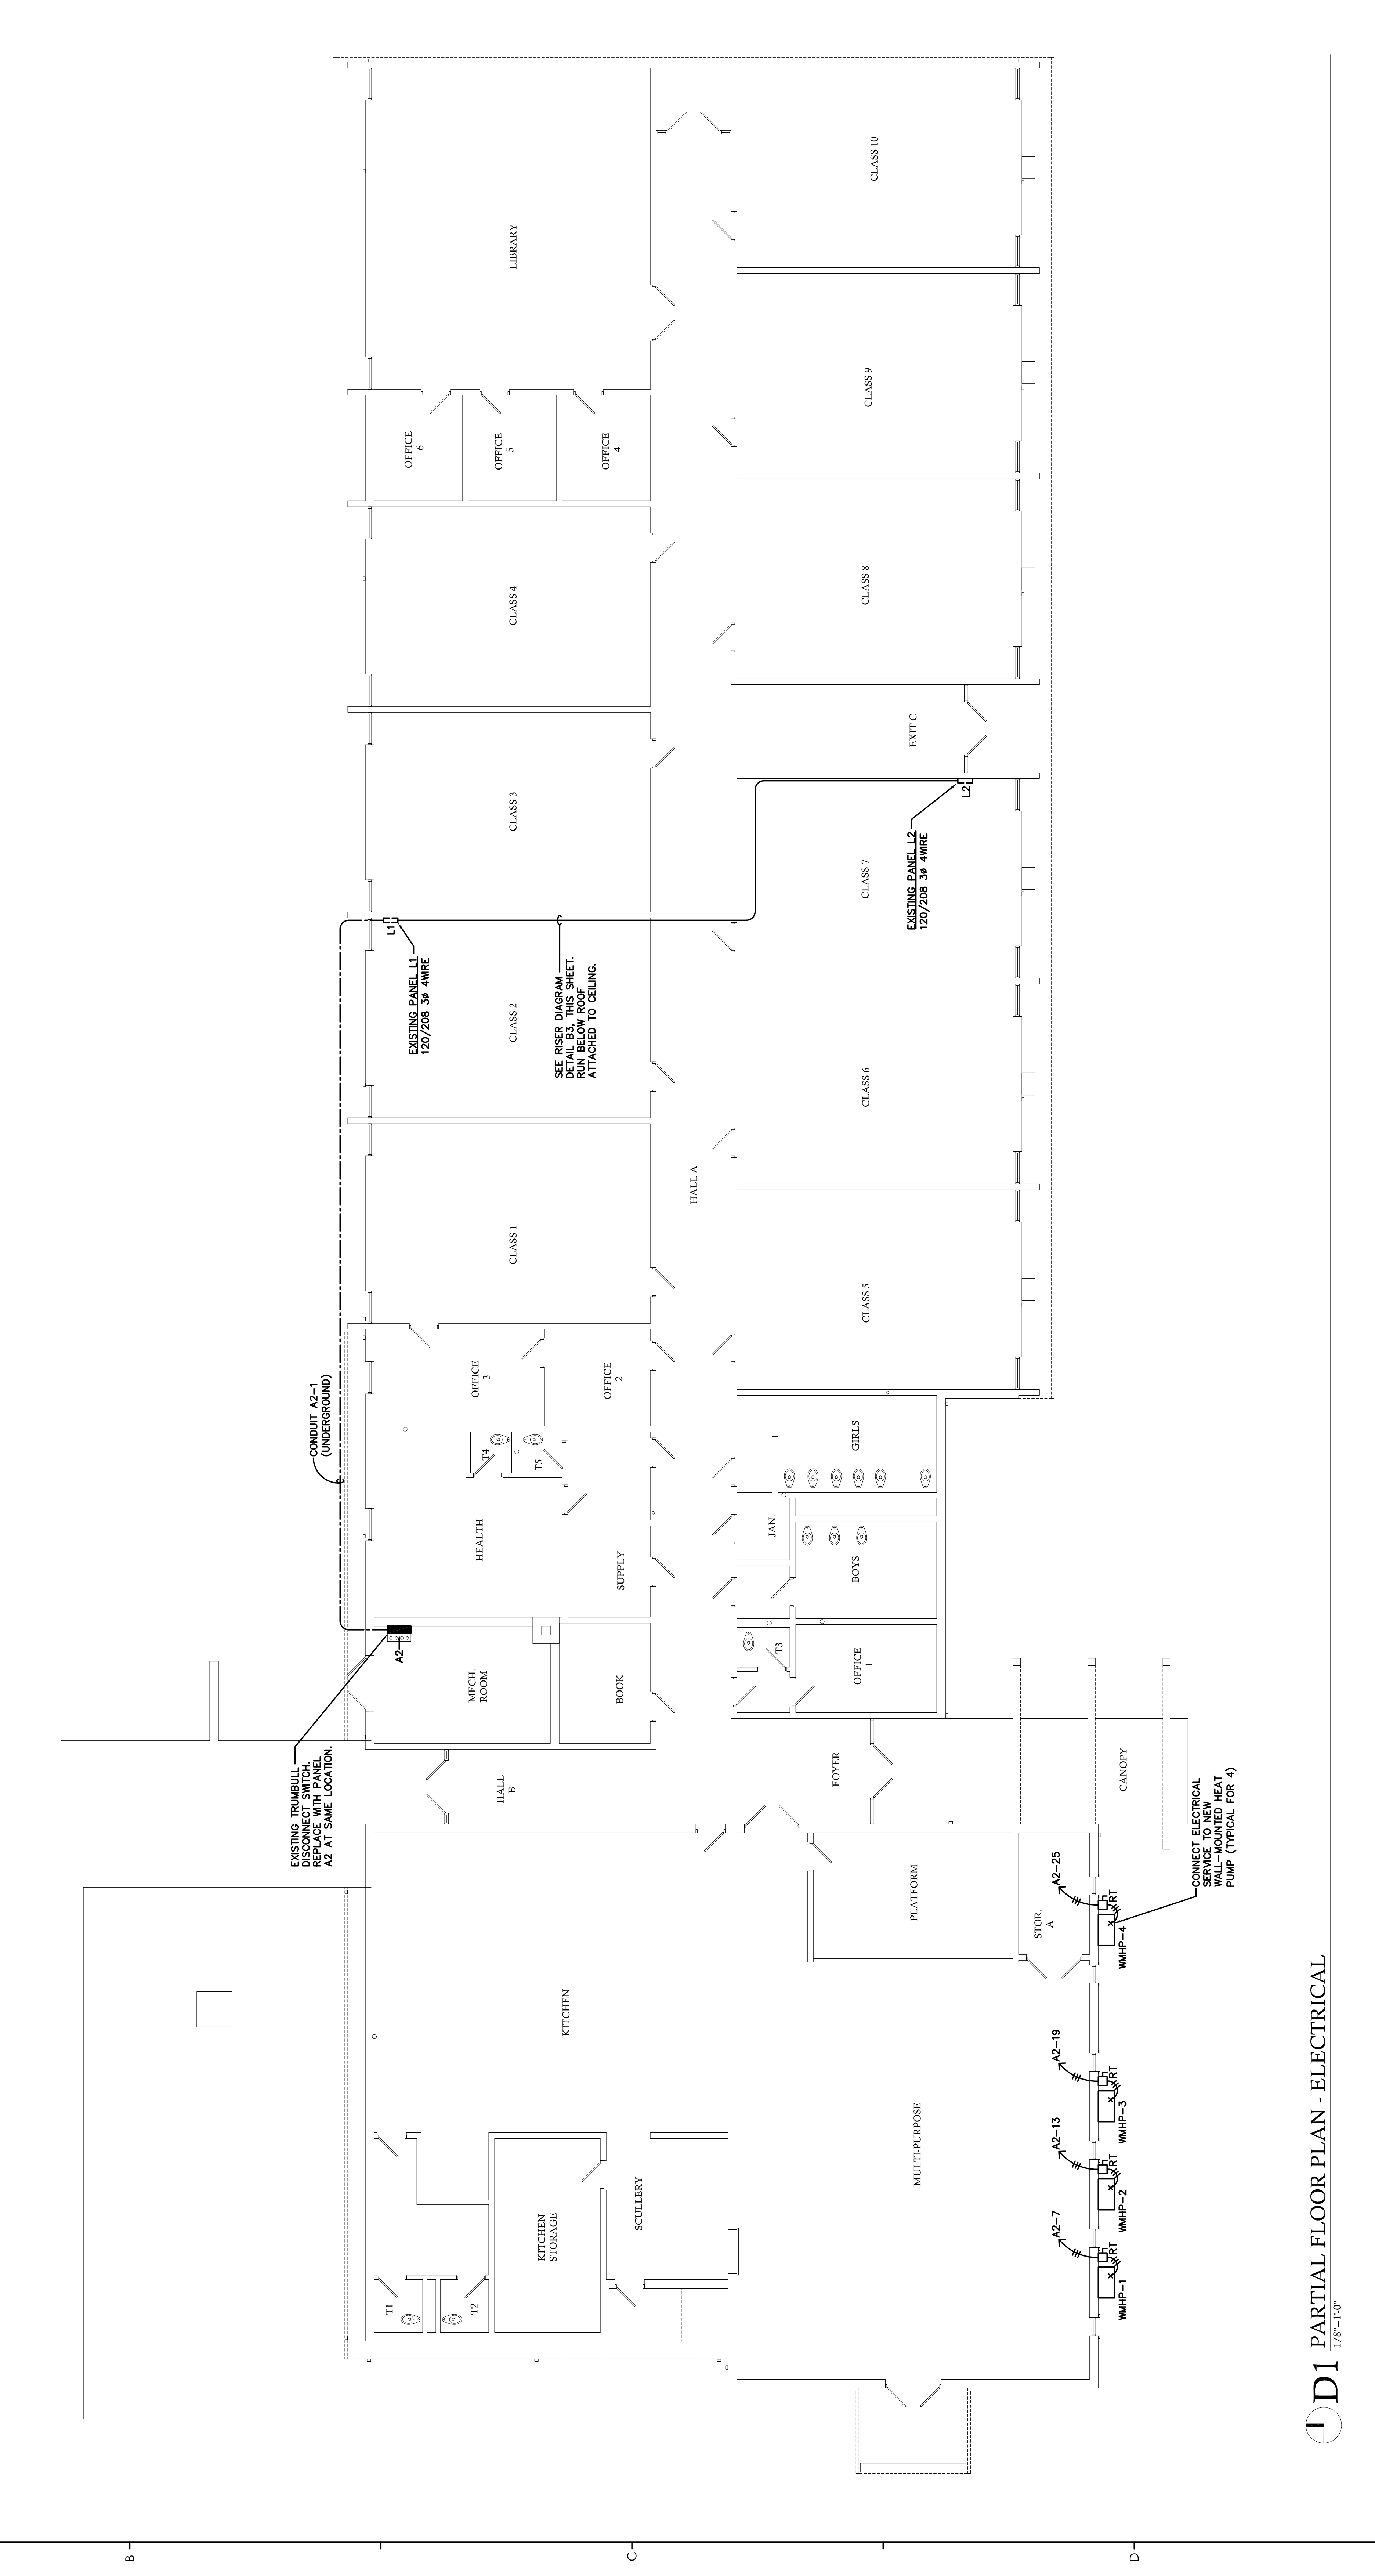 EXISTING TRUMBULL
DISCONNECT SWITCH.
REPLACE WITH PANEL
A2 AT SAME LOCATION.
CONDUIT A2-1
(UNDERGROUND)
A2
L1
EXISTING PANEL L1
120/208 3ø 4WIRE
SEE RISER DIAGRAM
DETAIL B3, THIS SHEET.
RUN BELOW ROOF
ATTACHED TO CEILING.
L2
EXISTING PANEL L2
120/208 3ø 4WIRE
T1
T2
KITCHEN
STORAGE
SCULLERY
KITCHEN
HALL
B
MECH.
ROOM
BOOK
HEALTH
SUPPLY
T4
T5
OFFICE
3
OFFICE
2
CLASS 1
CLASS 2
CLASS 3
CLASS 4
OFFICE
6
OFFICE
5
OFFICE
4
LIBRARY
HALL A
MULTI-PURPOSE
PLATFORM
STOR.
A
FOYER
CANOPY
T3
OFFICE
1
JAN.
BOYS
GIRLS
CLASS 5
CLASS 6
CLASS 7
EXIT C
CLASS 8
CLASS 9
CLASS 10
A2-7
A2-13
A2-19
A2-25
RT
RT
RT
RT
WMHP-1
WMHP-2
WMHP-3
WMHP-4
CONNECT ELECTRICAL
SERVICE TO NEW
WALL-MOUNTED HEAT
PUMP (TYPICAL FOR 4)
D1 PARTIAL FLOOR PLAN - ELECTRICAL
1/8"=1'-0"
B
C
D